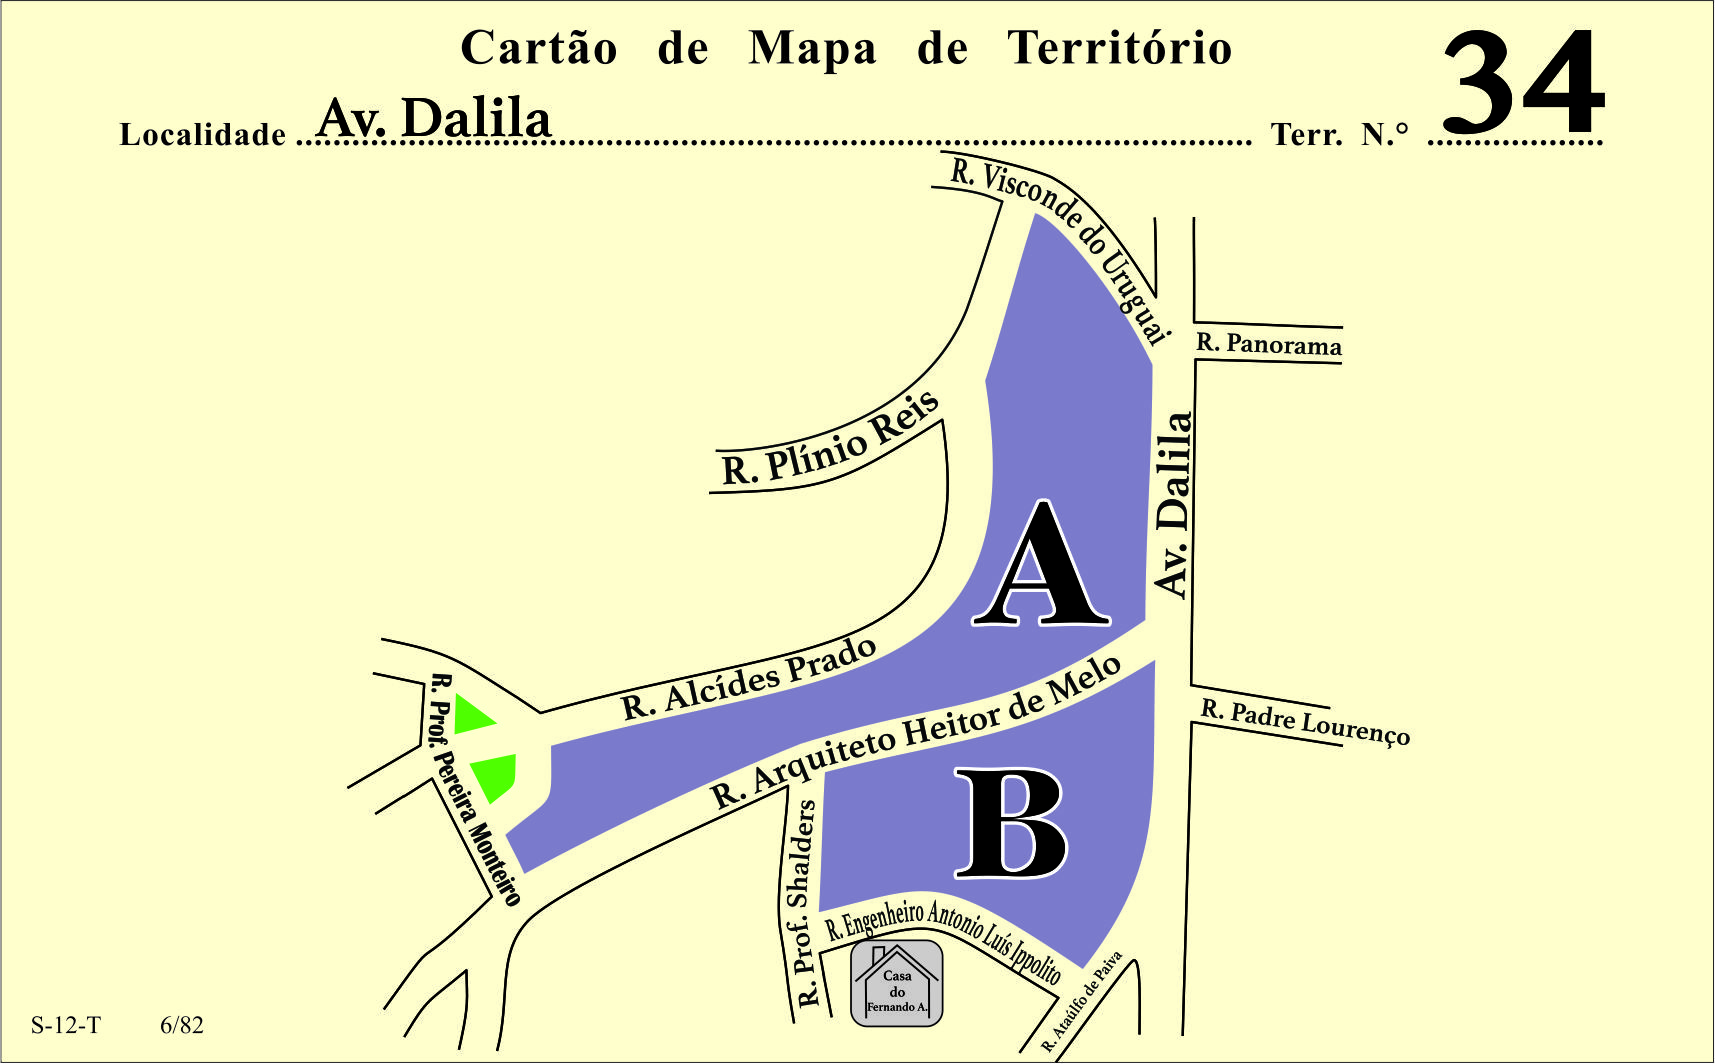 Cartão de Mapa de Território
34
Localidade Av. Dalila Terr. N.°
R. Visconde do Uruguai
R. Panorama
R. Plínio Reis
Av. Dalila
A
R. Alcídes Prado
R. Arquiteto Heitor de Melo
R. Prof. Pereira Monteiro
R. Padre Lourenço
B
R. Prof. Shalders
R. Engenheiro Antonio Luís Ippolito
R. Ataúlfo de Paiva
Casa
do
Fernando A.
S-12-T 6/82